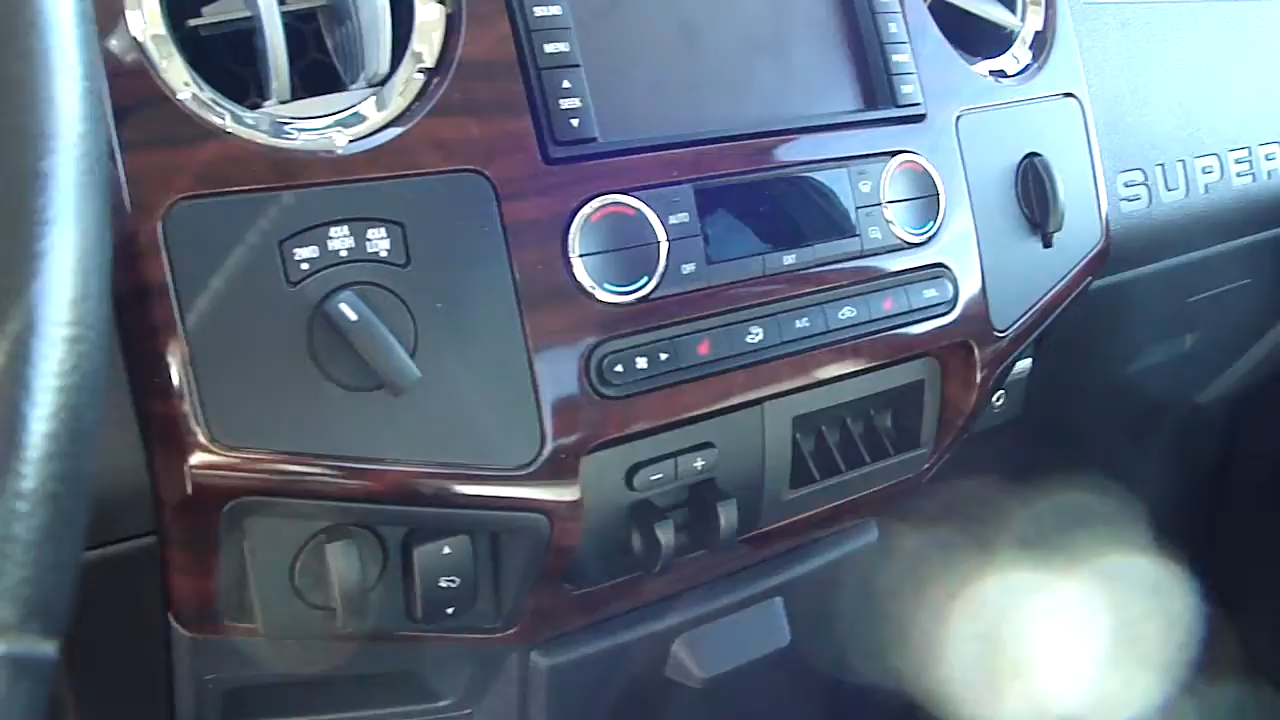 SOUND
MENU
SEEK
SUPER
2WD
4X4
HIGH
4X4
LOW
AUTO
OFF
EXT
A/C
DUAL
-
+